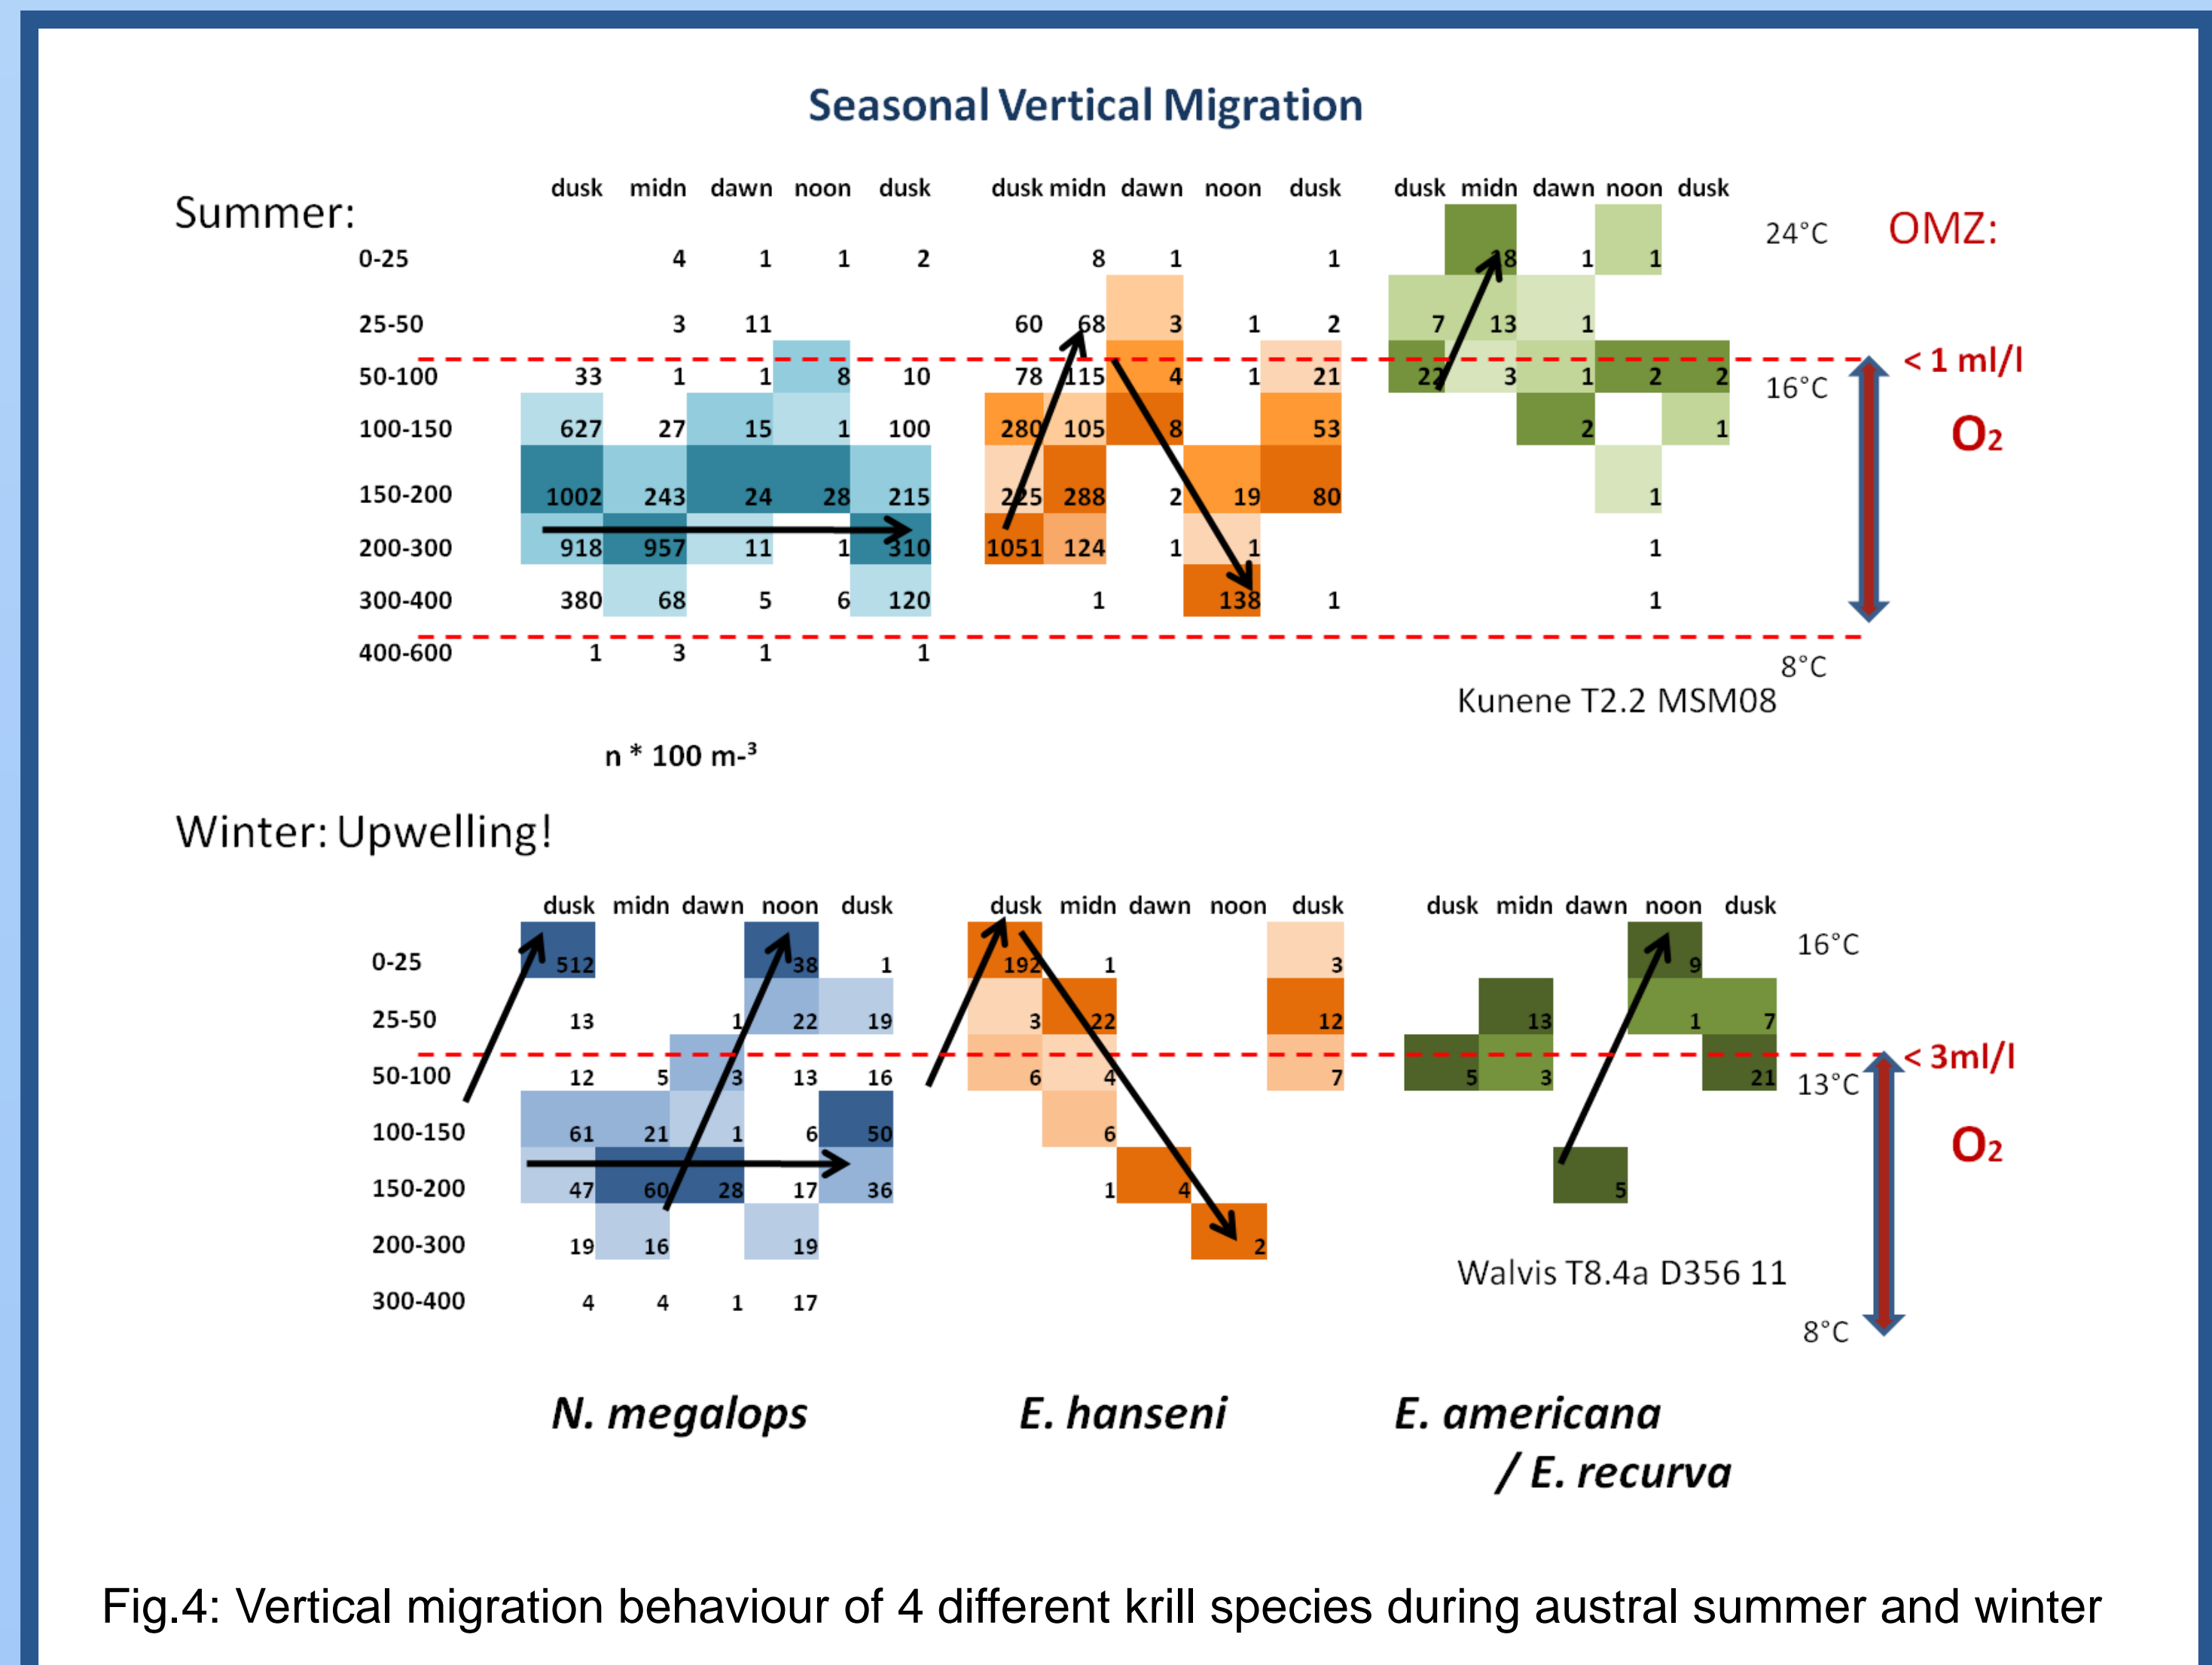 Seasonal Vertical Migration
dusk midn dawn noon dusk dusk midn dawn noon dusk dusk midn dawn noon dusk
Summer:
24°C OMZ:
0-25 4 1 1 2 8 1 1 18 1 1
25-50 3 11 60 68 3 1 2 7 13 1
< 1 ml/l
50-100 33 1 1 8 10 78 115 4 1 21 22 3 1 2 2
16°C
100-150 627 27 15 1 100 280 105 8 53 2 1
O₂
150-200 1002 243 24 28 215 225 288 2 19 80 1
200-300 918 957 11 1 310 1051 124 1 1 1
300-400 380 68 5 6 120 1 138 1 1
400-600 1 3 1 1
8°C
Kunene T2.2 MSM08
n * 100 m-³
Winter: Upwelling!
dusk midn dawn noon dusk dusk midn dawn noon dusk dusk midn dawn noon dusk
16°C
0-25 512 38 1 192 1 3 9
25-50 13 1 22 19 3 22 12 13 1 7
< 3ml/l
50-100 12 5 3 13 16 6 4 7 5 3 21
13°C
100-150 61 21 1 6 50 6
O₂
150-200 47 60 28 17 36 1 4 5
200-300 19 16 19 2
Walvis T8.4a D356 11
300-400 4 4 1 17
8°C
N. megalops E. hanseni E. americana
/ E. recurva
Fig.4: Vertical migration behaviour of 4 different krill species during austral summer and winter